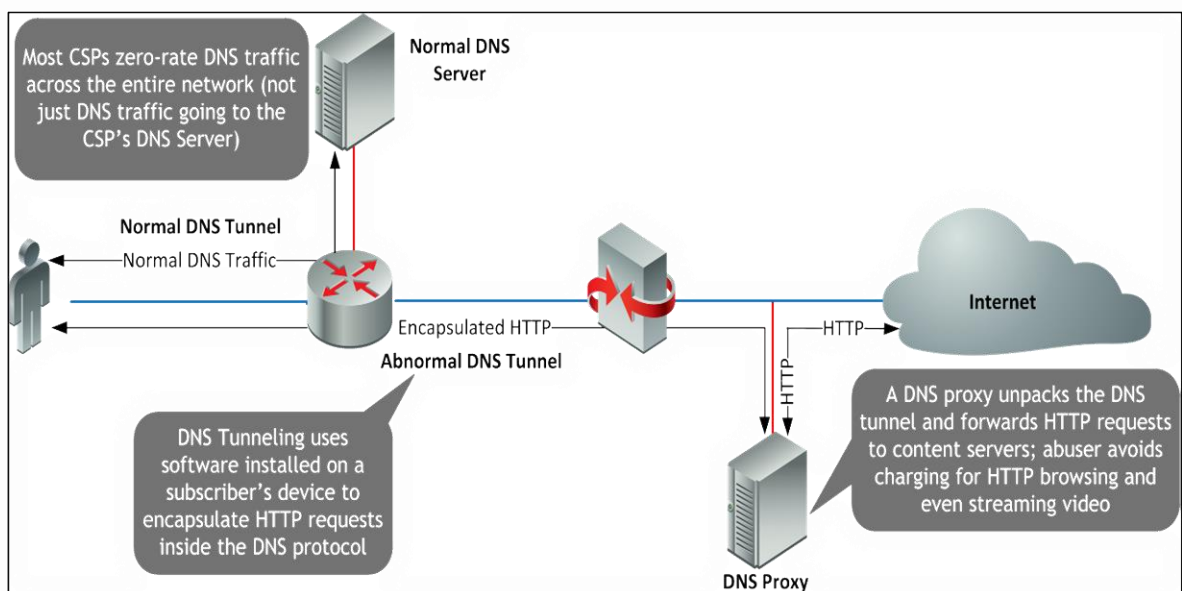 Most CSPs zero-rate DNS traffic
across the entire network (not
just DNS traffic going to the
CSP's DNS Server)
Normal DNS
Server
Normal DNS Tunnel
Normal DNS Traffic
Encapsulated HTTP
Abnormal DNS Tunnel
HTTP
Internet
HTTP
DNS Tunneling uses
software installed on a
subscriber's device to
encapsulate HTTP requests
inside the DNS protocol
A DNS proxy unpacks the DNS
tunnel and forwards HTTP requests
to content servers; abuser avoids
charging for HTTP browsing and
even streaming video
DNS Proxy